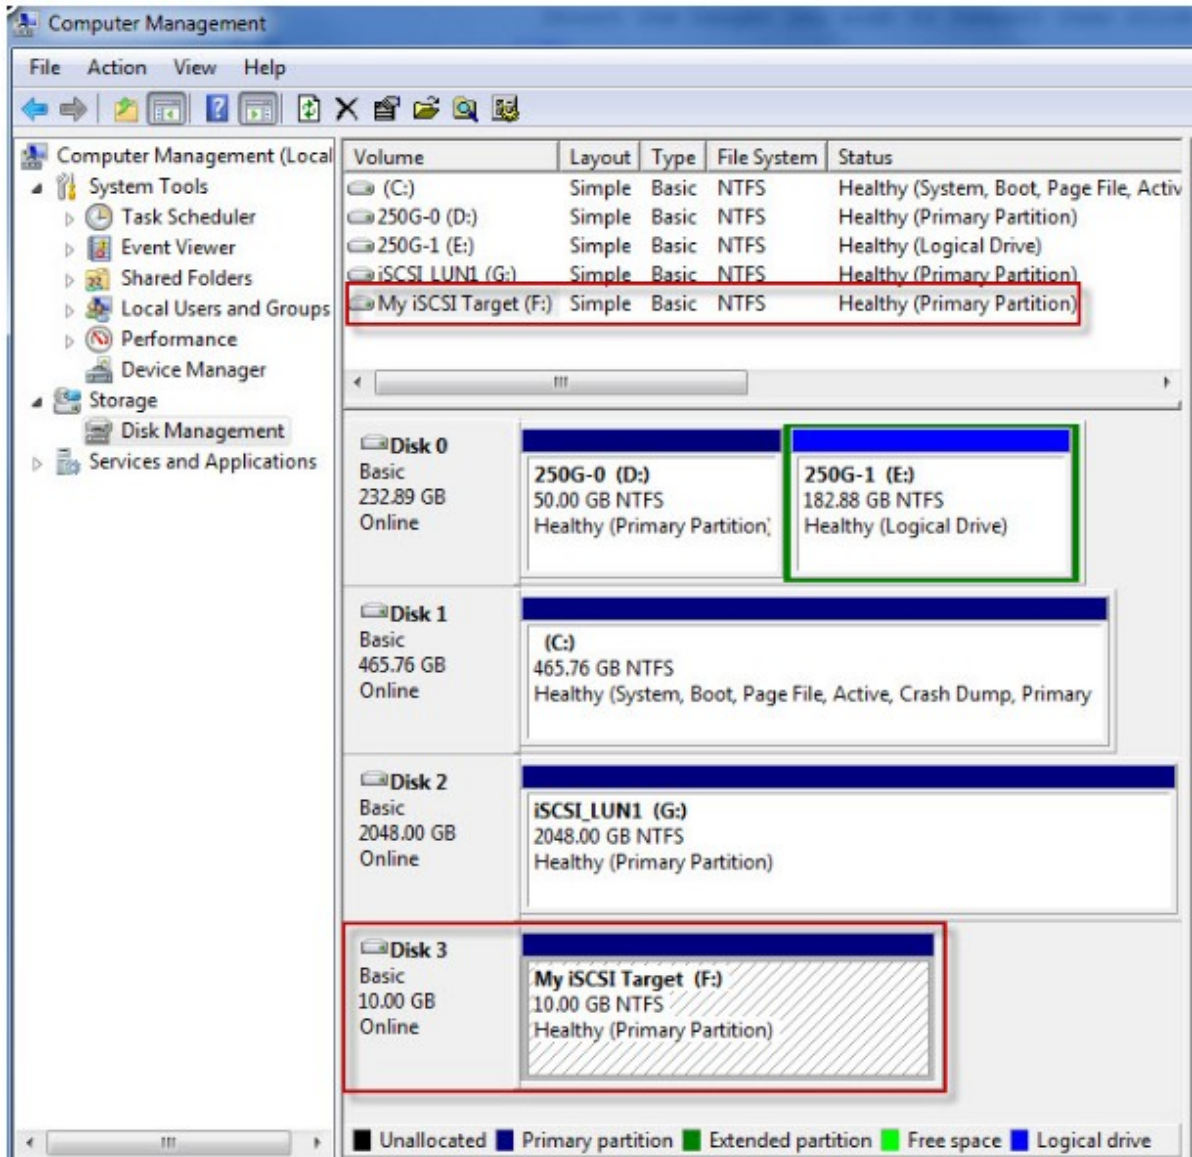 Computer Management
File Action View Help
Computer Management (Local
System Tools
Task Scheduler
Event Viewer
Shared Folders
Local Users and Groups
Performance
Device Manager
Storage
Disk Management
Services and Applications
Volume Layout Type File System Status
(C:) Simple Basic NTFS Healthy (System, Boot, Page File, Activ
250G-0 (D:) Simple Basic NTFS Healthy (Primary Partition)
250G-1 (E:) Simple Basic NTFS Healthy (Logical Drive)
iSCSI_LUN1 (G:) Simple Basic NTFS Healthy (Primary Partition)
My iSCSI Target (F:) Simple Basic NTFS Healthy (Primary Partition)
Disk 0
Basic
232.89 GB
Online
250G-0 (D:)
50.00 GB NTFS
Healthy (Primary Partition)
250G-1 (E:)
182.88 GB NTFS
Healthy (Logical Drive)
Disk 1
Basic
465.76 GB
Online
(C:)
465.76 GB NTFS
Healthy (System, Boot, Page File, Active, Crash Dump, Primary
Disk 2
Basic
2048.00 GB
Online
iSCSI_LUN1 (G:)
2048.00 GB NTFS
Healthy (Primary Partition)
Disk 3
Basic
10.00 GB
Online
My iSCSI Target (F:)
10.00 GB NTFS
Healthy (Primary Partition)
Unallocated Primary partition Extended partition Free space Logical drive